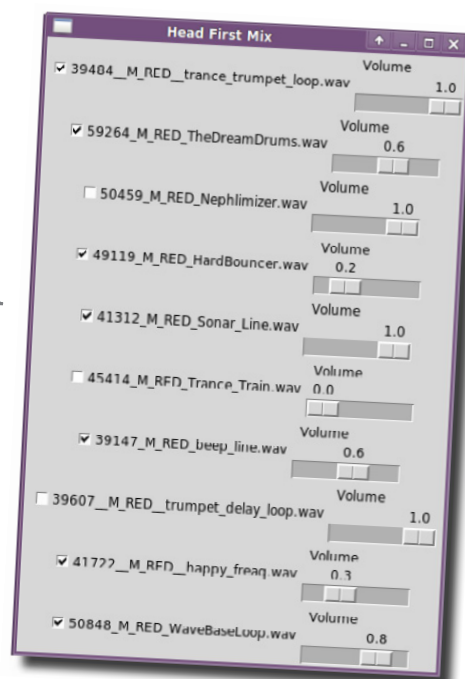 Head First Mix
Volume
39404__M_RED__trance_trumpet_loop.wav
1.0
Volume
59264_M_RED_TheDreamDrums.wav
0.6
Volume
50459_M_RED_Nephlimizer.wav
1.0
Volume
49119_M_RED_HardBouncer.wav
0.2
41312_M_RED_Sonar_Line.wav
1.0
Volume
45414_M_RED_Trance_Train.wav
0.0
Volume
39147_M_RED_beep_line.wav
0.6
Volume
39607__M_RED__trumpet_delay_loop.wav
1.0
Volume
41722__M_RED__happy_freaq.wav
0.3
Volume
50848_M_RED_WaveBaseLoop.wav
0.8